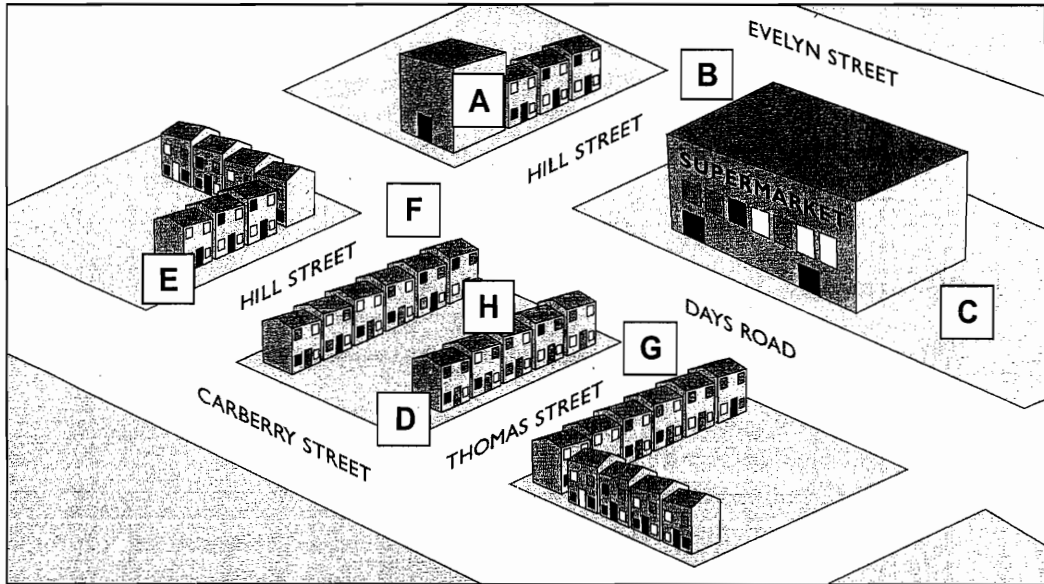 EVELYN STREET
B
A
HILL STREET
SUPERMARKET
F
E
HILL STREET
H
C
DAYS ROAD
G
D
CARBERRY STREET
THOMAS STREET